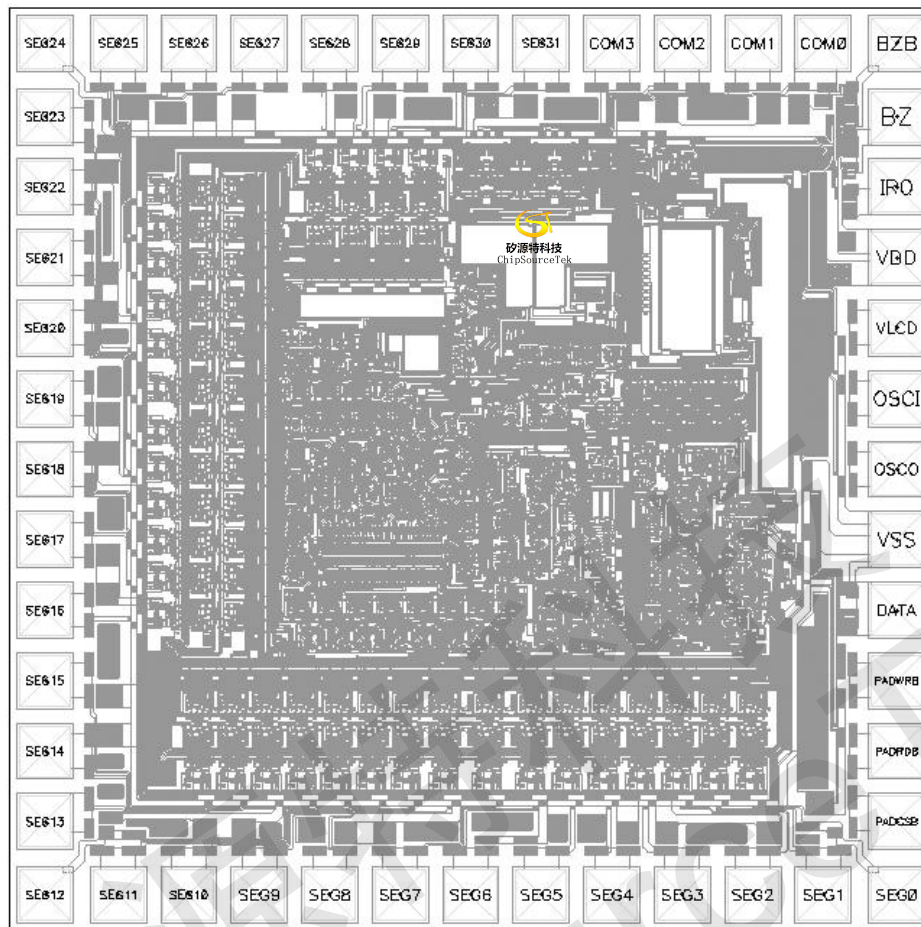 SEG24 SEG25 SEG26 SEG27 SEG28 SEG29 SEG30 SEG31 COM3 COM2 COM1 COM0 BZB
SEG23 BZ
SEG22 IRQ
矽源特科技
ChipSourceTek
SEG21 VDD
SEG20 VLCD
SEG19 OSCI
SEG18 OSCO
SEG17 VSS
SEG16 DATA
SEG15 PADWRB
SEG14 PADRDB
SEG13 PADCSB
SEG12 SEG11 SEG10 SEG9 SEG8 SEG7 SEG6 SEG5 SEG4 SEG3 SEG2 SEG1 SEG0